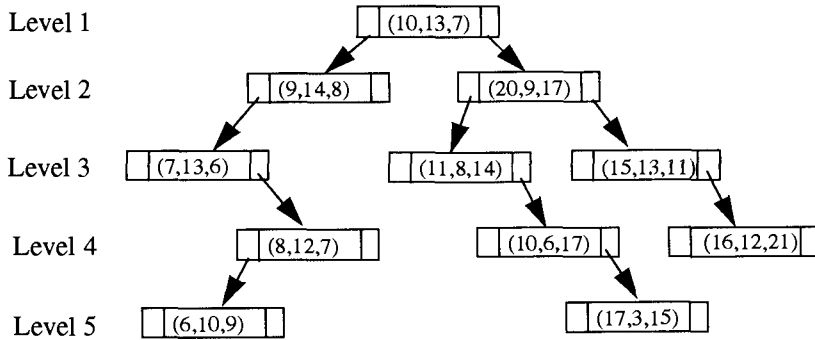 Level 1 (10,13,7)
Level 2 (9,14,8) (20,9,17)
Level 3 (7,13,6) (11,8,14) (15,13,11)
Level 4 (8,12,7) (10,6,17) (16,12,21)
Level 5 (6,10,9) (17,3,15)